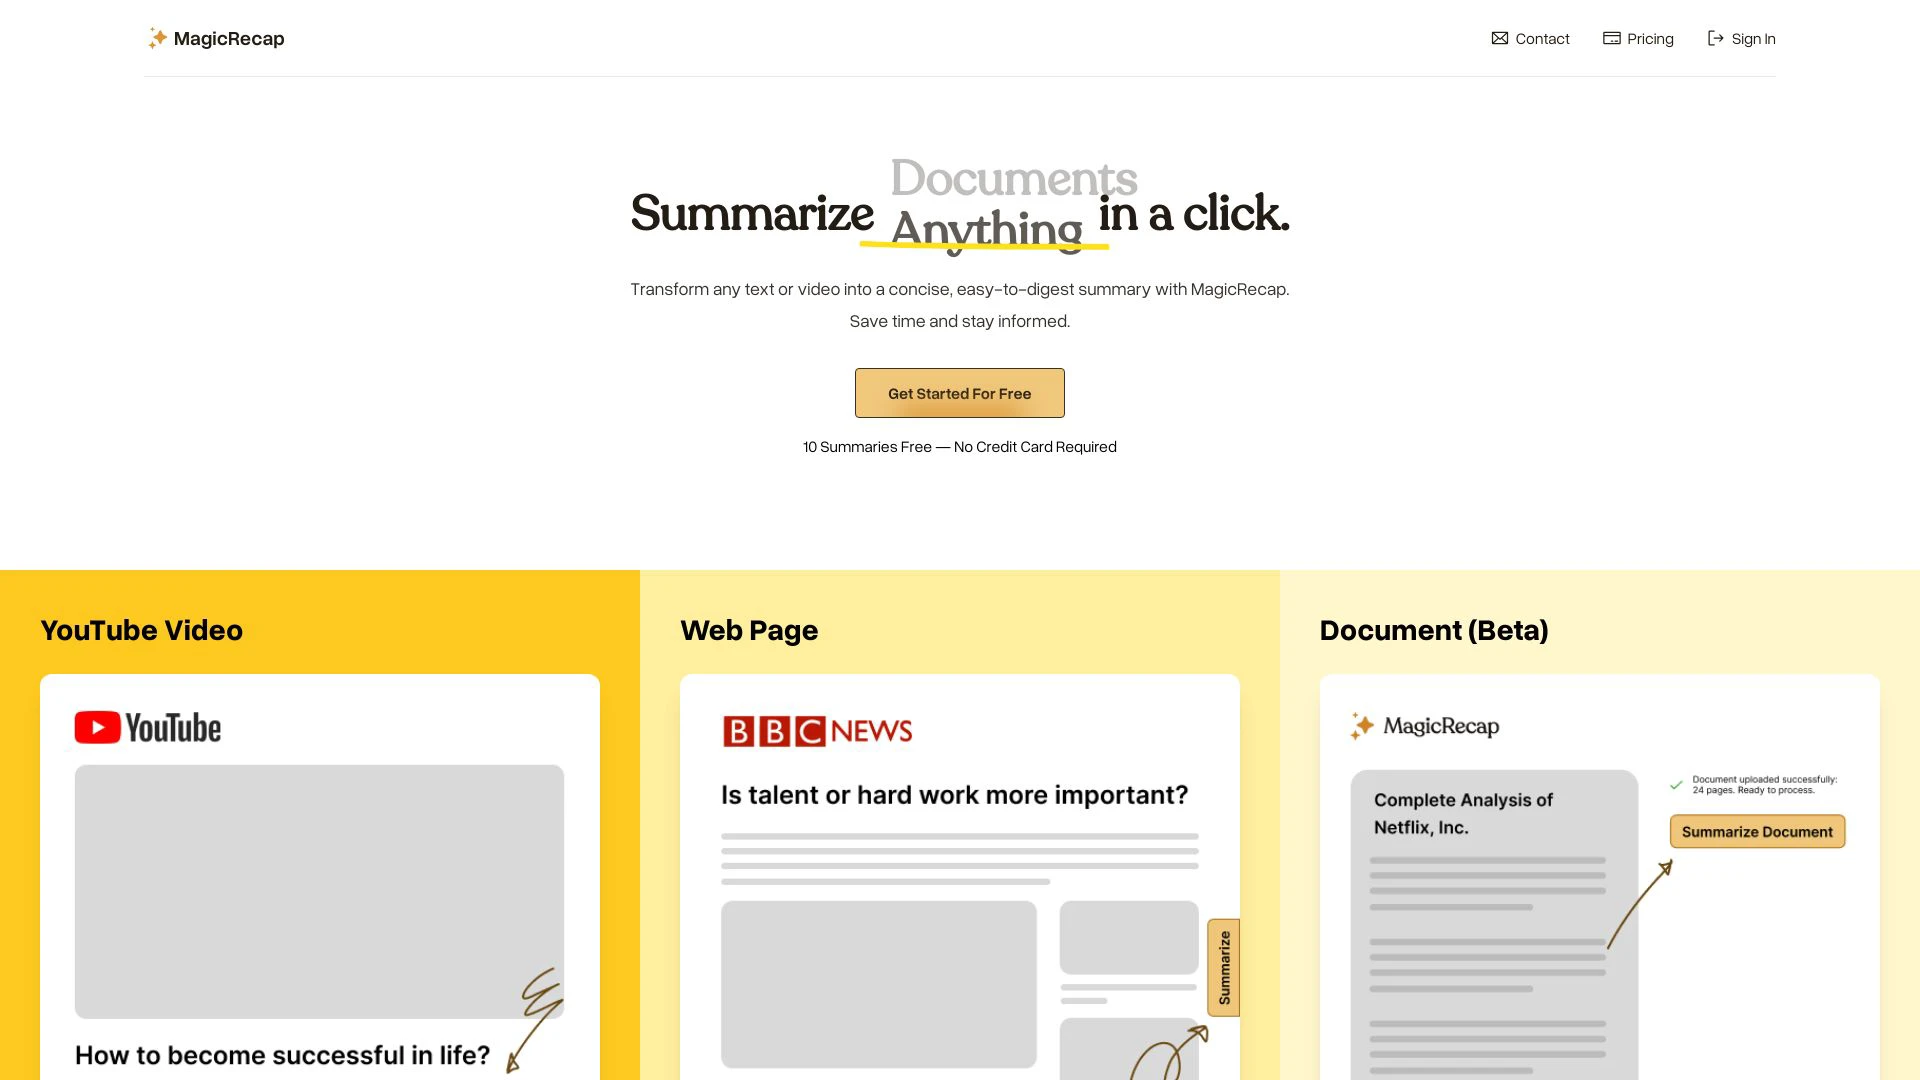 MagicRecap
Contact
Pricing
Sign In
Documents
Summarize Anything in a click.
Transform any text or video into a concise, easy-to-digest summary with MagicRecap.
Save time and stay informed.
Get Started For Free
10 Summaries Free — No Credit Card Required
YouTube Video
YouTube
How to become successful in life?
Web Page
BBC NEWS
Is talent or hard work more important?
Summarize
Document (Beta)
MagicRecap
Complete Analysis of
Netflix, Inc.
Document uploaded successfully:
24 pages. Ready to process.
Summarize Document